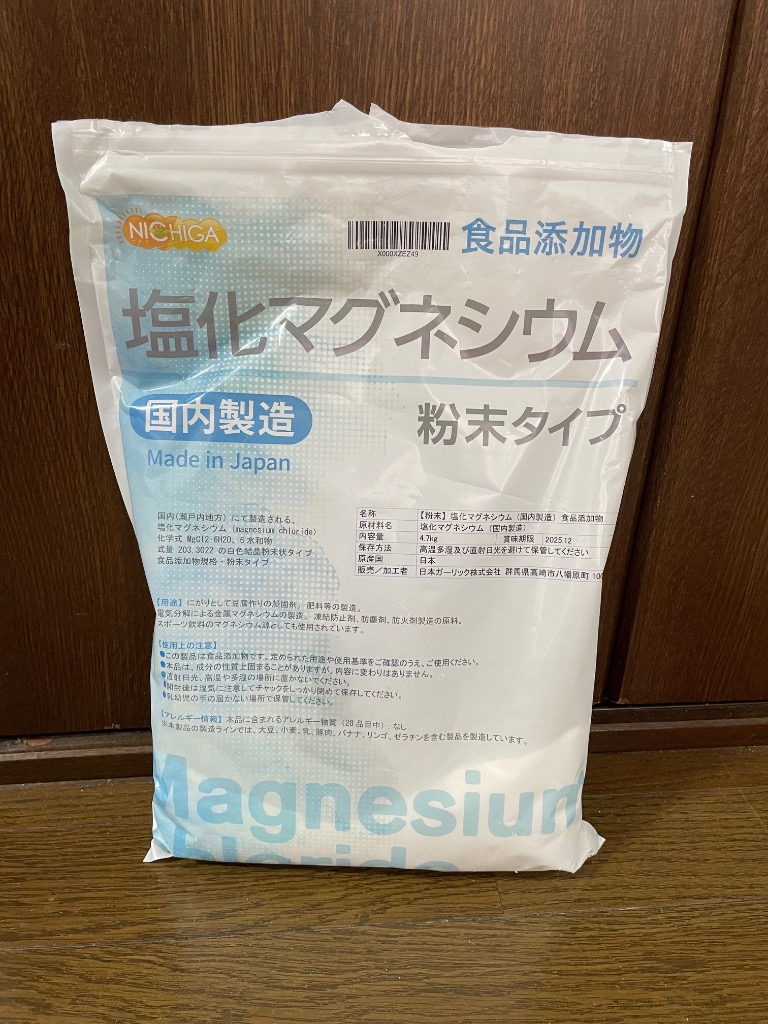 NICHIGA
X000XZEZ49
食品添加物
塩化マグネシウム
国内製造
粉末タイプ
Made in Japan
国内(瀬戸内地方)にて製造される、
塩化マグネシウム (magnesium chloride)
化学式 MgCl2・6H2O、6水和物
式量 203.3022 の白色結晶粉末状タイプ
食品添加物規格・粉末タイプ
名称 【粉末】塩化マグネシウム(国内製造)食品添加物
原材料名 塩化マグネシウム(国内製造)
内容量 4.7kg 賞味期限 2025.12
保存方法 高温多湿及び直射日光を避けて保管してください
原産国 日本
販売/加工者 日本ガーリック株式会社 群馬県高崎市八幡原町 100
【用途】にがりとして豆腐作りの凝固剤。肥料等の製造。
電気分解による金属マグネシウムの製造。凍結防止剤、防塵剤、防火剤製造の原料。
スポーツ飲料のマグネシウム源としても使用されています。
【使用上の注意】
●この製品は食品添加物です。定められた用途や使用基準をご確認のうえ、ご使用ください。
●本品は、成分の性質上固まることがありますが、内容に変わりはありません。
●直射日光、高温や多湿の場所に置かないでください。
●開封後は湿気に注意してチャックをしっかり閉めて保存してください。
●乳幼児の手の届かない場所で保管してください。
【アレルギー情報】本品に含まれるアレルギー物質(28品目中) なし
※本製品の製造ラインでは、大豆、小麦、乳、豚肉、バナナ、リンゴ、ゼラチンを含む製品を製造しています。
Magnesium
Chloride